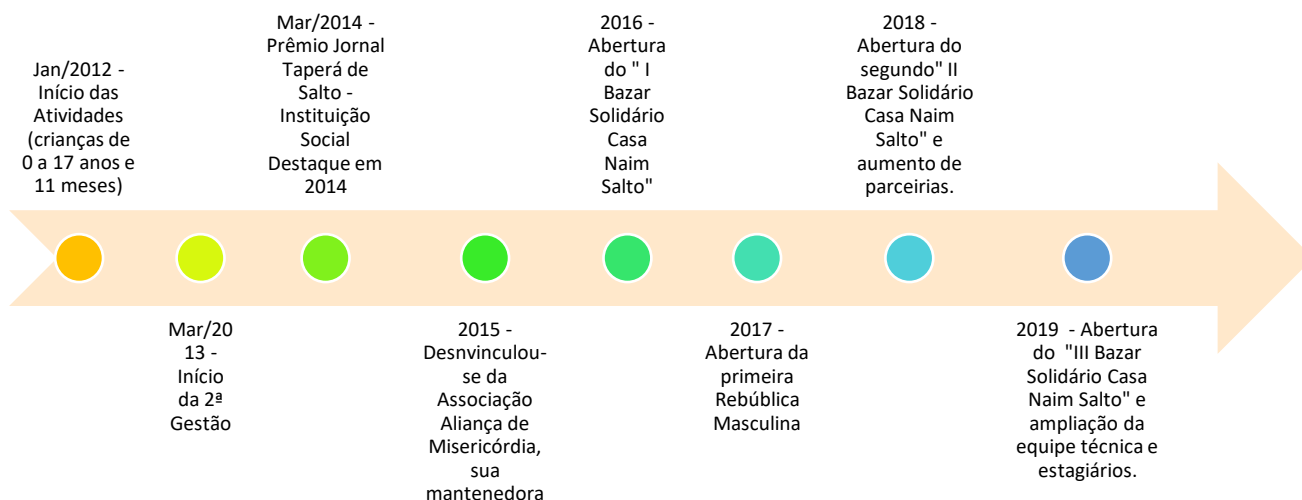 Jan/2012 -
Início das
Atividades
(crianças de
0 a 17 anos e
11 meses)
Mar/20
13 -
Início
da 2ª
Gestão
Mar/2014 -
Prêmio Jornal
Taperá de
Salto -
Instituição
Social
Destaque em
2014
2015 -
Desnvinculou-
se da
Associação
Aliança de
Misericórdia,
sua
mantenedora
2016 -
Abertura
do " I
Bazar
Solidário
Casa
Naim
Salto"
2017 -
Abertura da
primeira
Rebública
Masculina
2018 -
Abertura do
segundo" II
Bazar Solidário
Casa Naim
Salto" e
aumento de
parceirias.
2019 - Abertura
do "III Bazar
Solidário Casa
Naim Salto" e
ampliação da
equipe técnica e
estagiários.